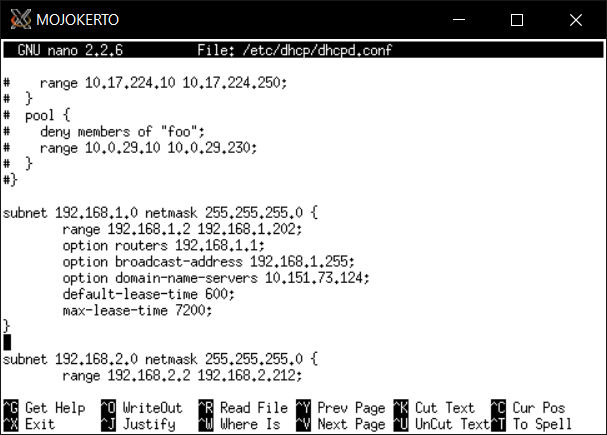 MOJOKERTO
GNU nano 2.2.6 File: /etc/dhcp/dhcpd.conf
#    range 10.17.224.10 10.17.224.250;
#  }
#  pool {
#    deny members of "foo";
#    range 10.0.29.10 10.0.29.230;
#  }
#}
subnet 192.168.1.0 netmask 255.255.255.0 {
        range 192.168.1.2 192.168.1.202;
        option routers 192.168.1.1;
        option broadcast-address 192.168.1.255;
        option domain-name-servers 10.151.73.124;
        default-lease-time 600;
        max-lease-time 7200;
}
subnet 192.168.2.0 netmask 255.255.255.0 {
        range 192.168.2.2 192.168.2.212;
^G Get Help ^O WriteOut ^R Read File ^Y Prev Page ^K Cut Text ^C Cur Pos
^X Exit ^J Justify ^W Where Is ^V Next Page ^U UnCut Text ^T To Spell